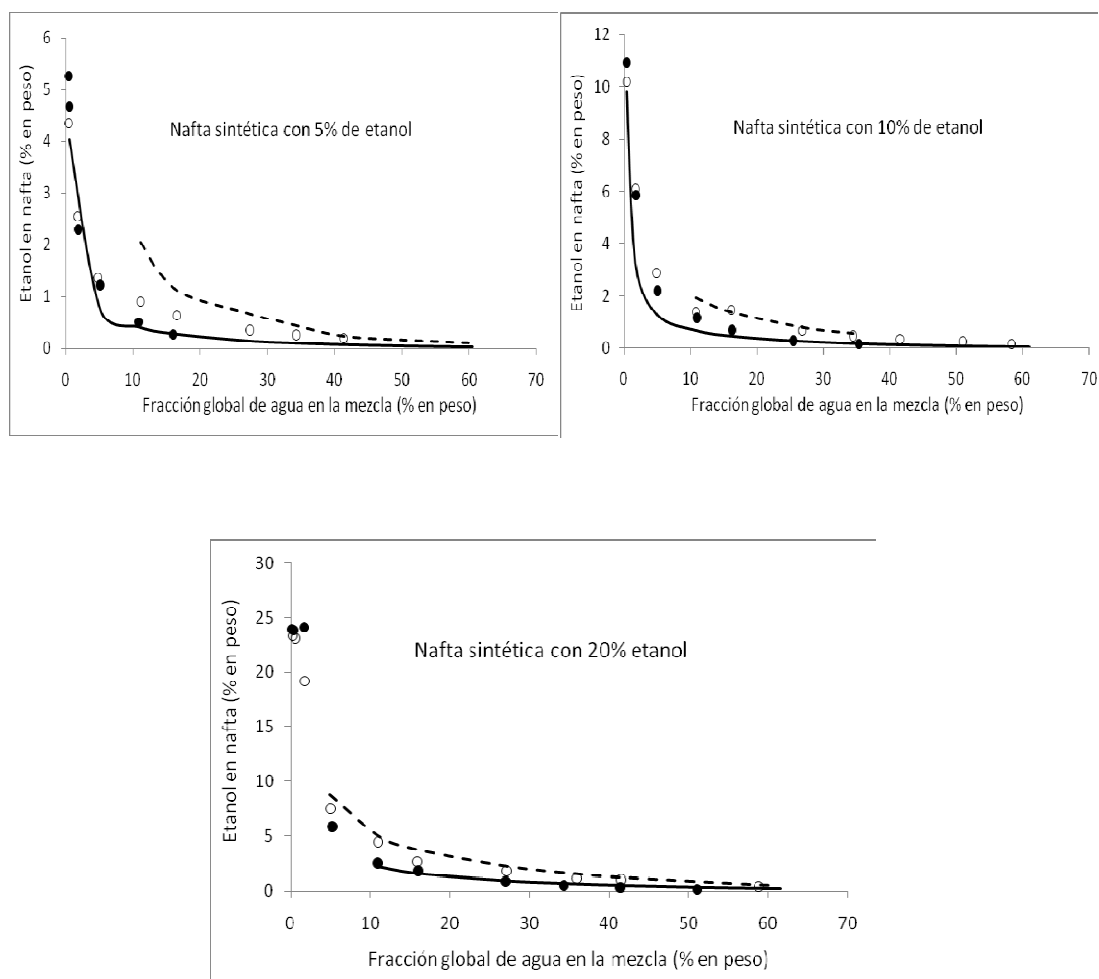 6
5
4
3
2
1
0
Etanol en nafta (% en peso)
Nafta sintética con 5% de etanol
0 10 20 30 40 50 60 70
Fracción global de agua en la mezcla (% en peso)
12
10
8
6
4
2
0
Etanol en nafta (% en peso)
Nafta sintética con 10% de etanol
0 10 20 30 40 50 60 70
Fracción global de agua en la mezcla (% en peso)
30
25
20
15
10
5
0
Etanol en nafta (% en peso)
Nafta sintética con 20% etanol
0 10 20 30 40 50 60 70
Fracción global de agua en la mezcla (% en peso)